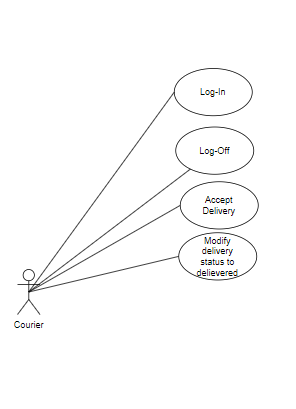 Log-In
Log-Off
Accept
Delivery
Modify
delivery
status to
delievered
Courier